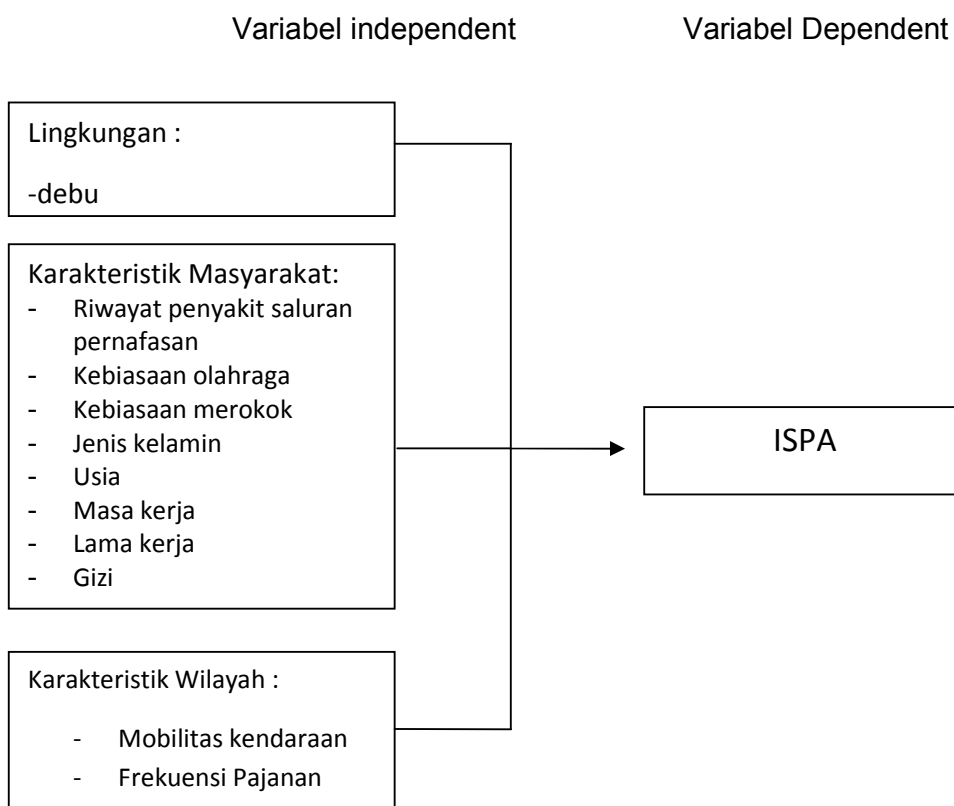 Variabel independent
Variabel Dependent
Lingkungan :
-debu
Karakteristik Masyarakat:
- Riwayat penyakit saluran
pernafasan
- Kebiasaan olahraga
- Kebiasaan merokok
- Jenis kelamin
- Usia
- Masa kerja
- Lama kerja
- Gizi
ISPA
Karakteristik Wilayah :
- Mobilitas kendaraan
- Frekuensi Pajanan